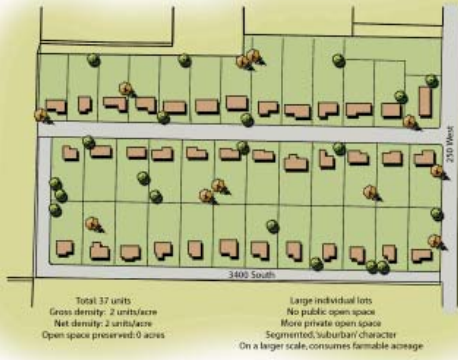 250 West
3400 South
Total: 37 units
Gross density: 2 units/acre
Net density: 2 units/acre
Open space preserved: 0 acres
Large individual lots
No public open space
More private open space
Segmented, 'suburban' character
On a larger scale, consumes farmable acreage